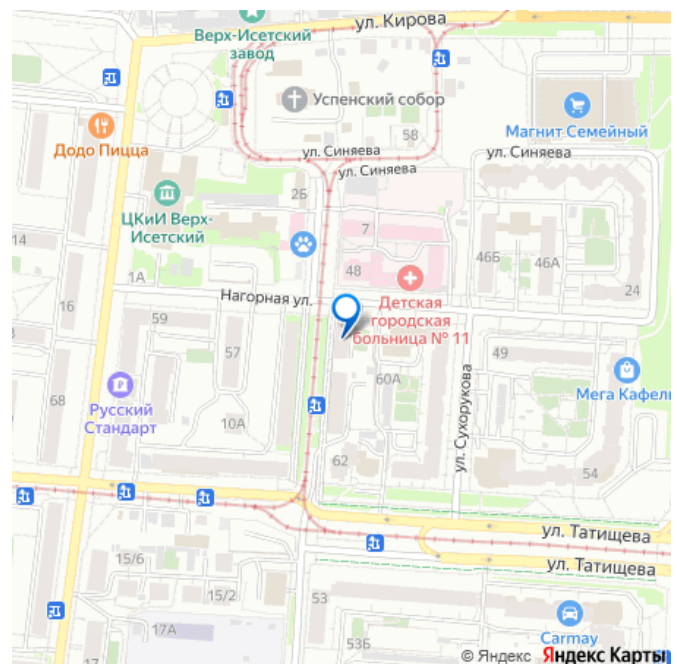 ул. Кирова
Верх-Исетский
завод
Успенский собор
Магнит Семейный
58
Додо Пицца
ул. Синяева
ул. Синяева
ул. Синяева
2Б
ЦКиИ Верх-
Исетский
7
14
46Б
46А
48
1А
24
Нагорная ул.
Детская
городская
больница № 11
16
59
57
49
60А
Мега Кафель
Русский
Стандарт
68
10А
ул. Сухорукова
62
54
ул. Татищева
15/6
ул. Татищева
15/2
53
17А
53Б
Carmay
© Яндекс Яндекс Карты